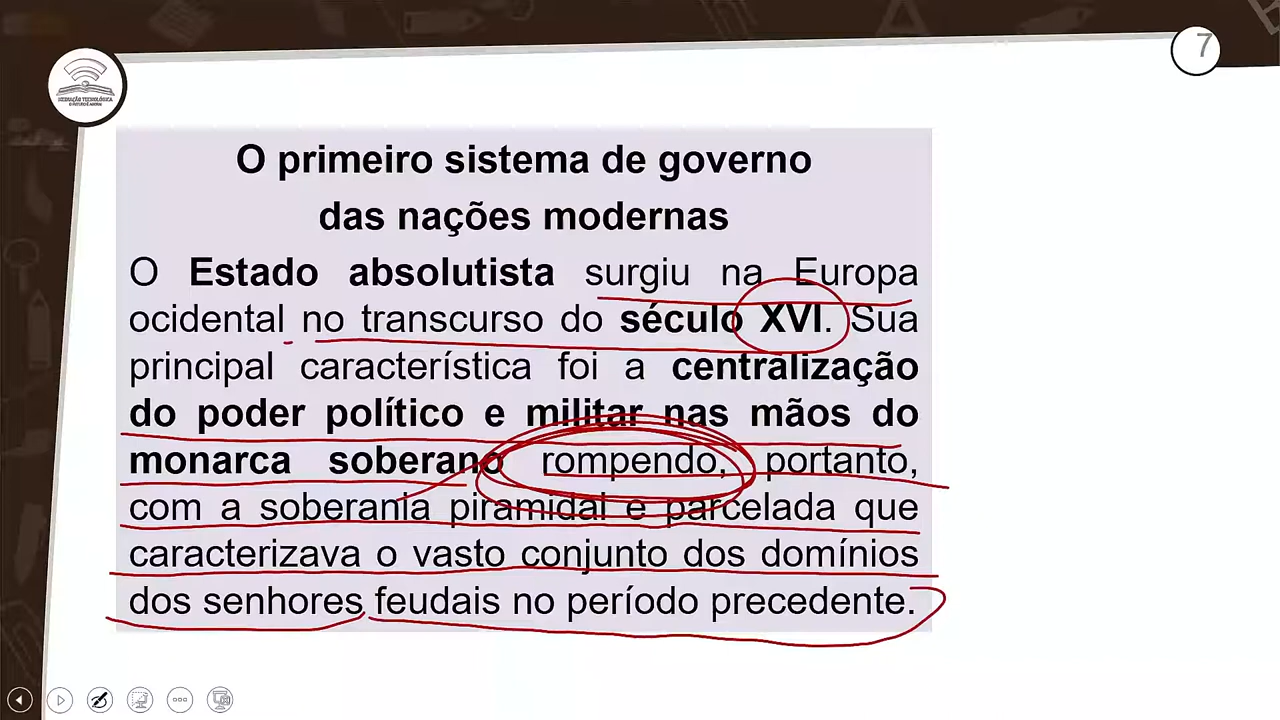 7
MEDIAÇÃO TECNOLÓGICA
O primeiro sistema de governo
das nações modernas
O Estado absolutista surgiu na Europa
ocidental no transcurso do século XVI. Sua
principal característica foi a centralização
do poder político e militar nas mãos do
monarca soberano rompendo, portanto,
com a soberania piramidal e parcelada que
caracterizava o vasto conjunto dos domínios
dos senhores feudais no período precedente.